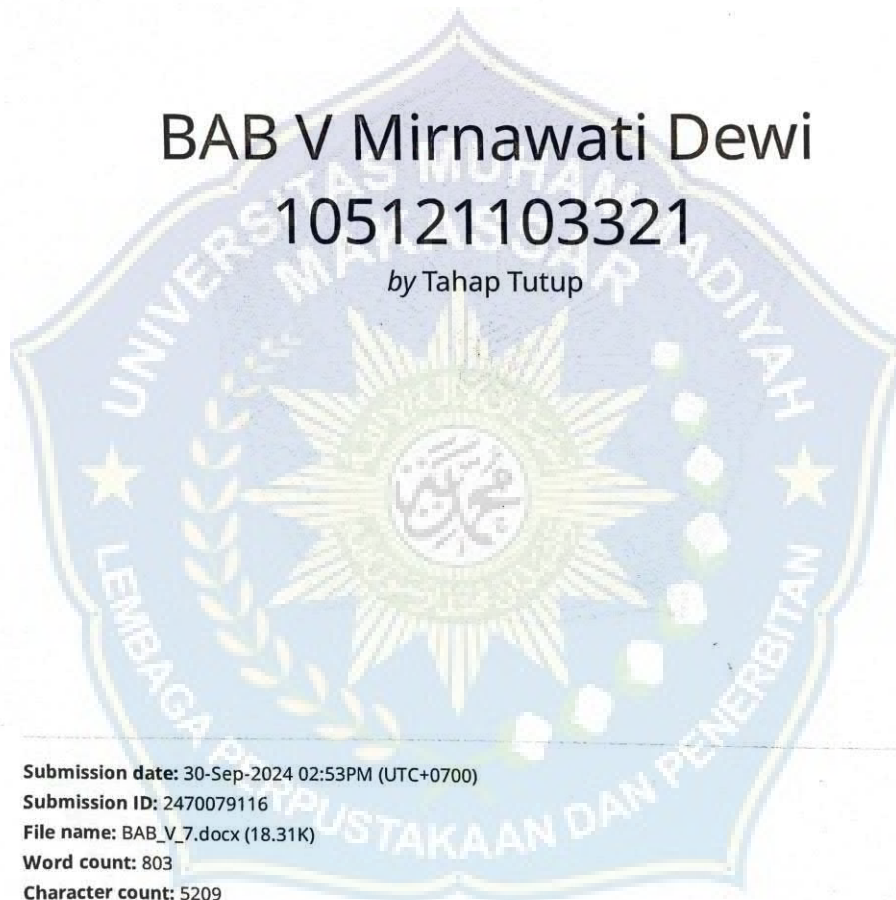 BAB V Mirnawati Dewi
105121103321
by Tahap Tutup
UNIVERSITAS MUHAMMADIYAH
MAKASSAR
محمد
LEMBAGA PERPUSTAKAAN DAN PENERBITAN
Submission date: 30-Sep-2024 02:53PM (UTC+0700)
Submission ID: 2470079116
File name: BAB_V_7.docx (18.31K)
Word count: 803
Character count: 5209